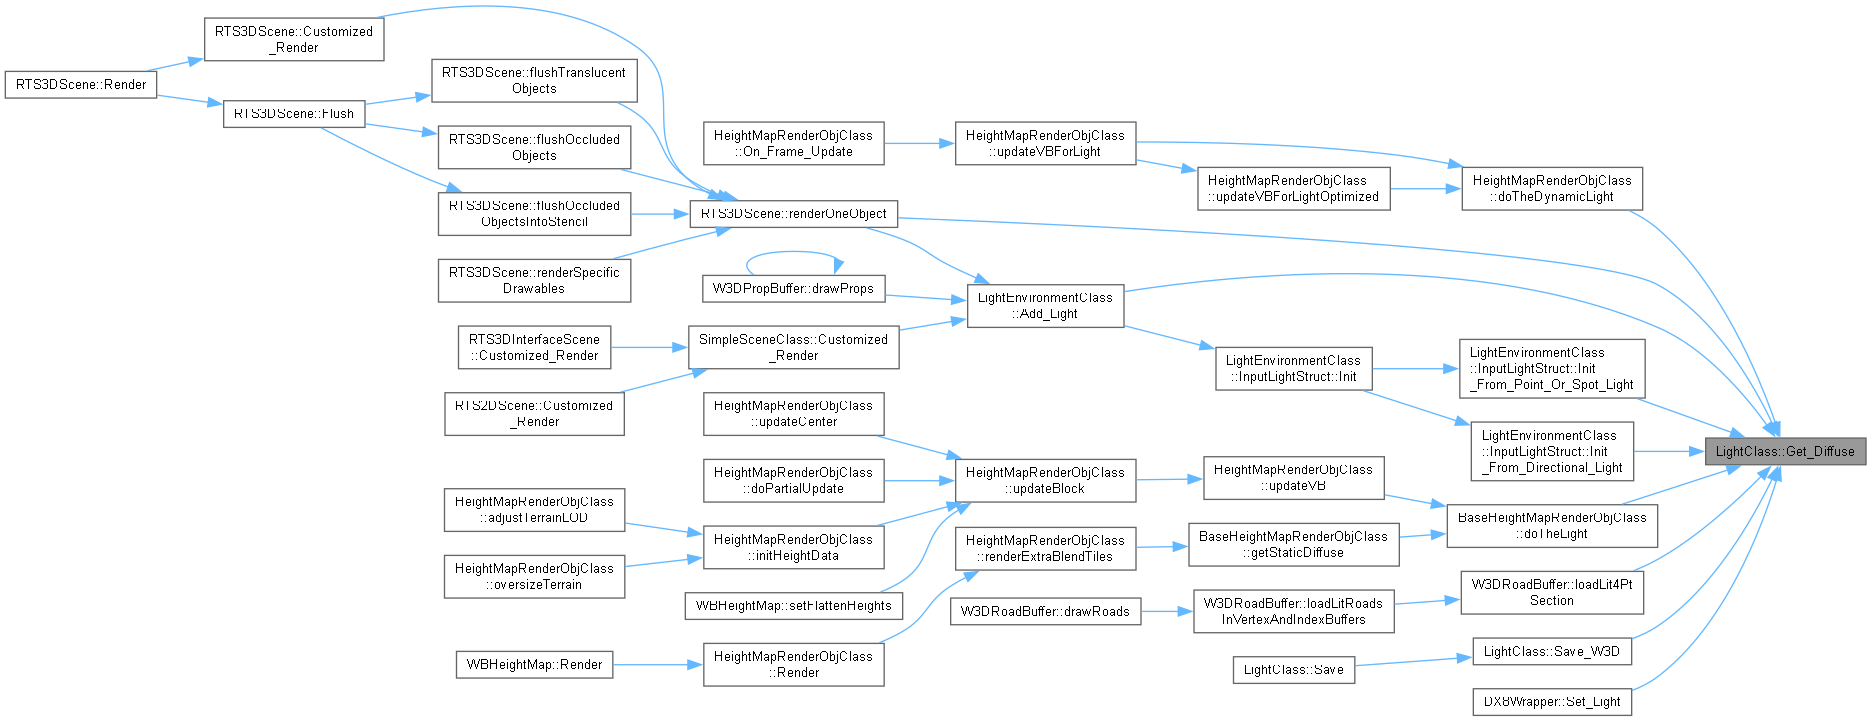 RTS3DScene::Render
RTS3DScene::Customized
_Render
RTS3DScene::Flush
RTS3DScene::flushTranslucent
Objects
RTS3DScene::flushOccluded
Objects
RTS3DScene::flushOccluded
ObjectsIntoStencil
RTS3DScene::renderSpecific
Drawables
RTS3DInterfaceScene
::Customized_Render
RTS2DScene::Customized
_Render
HeightMapRenderObjClass
::adjustTerrainLOD
HeightMapRenderObjClass
::oversizeTerrain
WBHeightMap::Render
HeightMapRenderObjClass
::On_Frame_Update
RTS3DScene::renderOneObject
W3DPropBuffer::drawProps
SimpleSceneClass::Customized
_Render
HeightMapRenderObjClass
::updateCenter
HeightMapRenderObjClass
::doPartialUpdate
HeightMapRenderObjClass
::initHeightData
WBHeightMap::setFlattenHeights
HeightMapRenderObjClass
::Render
HeightMapRenderObjClass
::updateVBForLight
LightEnvironmentClass
::Add_Light
HeightMapRenderObjClass
::updateBlock
HeightMapRenderObjClass
::renderExtraBlendTiles
W3DRoadBuffer::drawRoads
HeightMapRenderObjClass
::updateVBForLightOptimized
LightEnvironmentClass
::InputLightStruct::Init
HeightMapRenderObjClass
::updateVB
BaseHeightMapRenderObjClass
::getStaticDiffuse
W3DRoadBuffer::loadLitRoads
InVertexAndIndexBuffers
LightClass::Save
HeightMapRenderObjClass
::doTheDynamicLight
LightEnvironmentClass
::InputLightStruct::Init
_From_Point_Or_Spot_Light
LightEnvironmentClass
::InputLightStruct::Init
_From_Directional_Light
BaseHeightMapRenderObjClass
::doTheLight
W3DRoadBuffer::loadLit4Pt
Section
LightClass::Save_W3D
DX8Wrapper::Set_Light
LightClass::Get_Diffuse